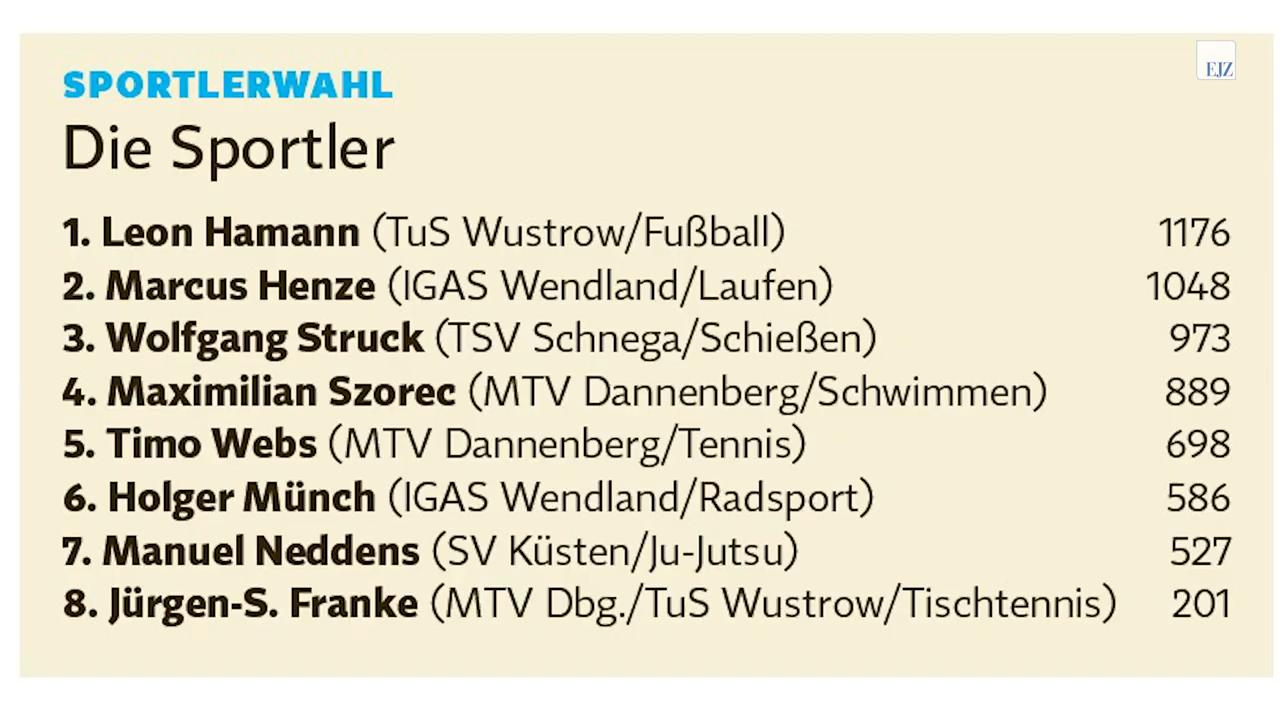 EJZ
SPORTLERWAHL
Die Sportler
1. Leon Hamann (TuS Wustrow/Fußball) 1176
2. Marcus Henze (IGAS Wendland/Laufen) 1048
3. Wolfgang Struck (TSV Schnega/Schießen) 973
4. Maximilian Szorec (MTV Dannenberg/Schwimmen) 889
5. Timo Webs (MTV Dannenberg/Tennis) 698
6. Holger Münch (IGAS Wendland/Radsport) 586
7. Manuel Neddens (SV Küsten/Ju-Jutsu) 527
8. Jürgen-S. Franke (MTV Dbg./TuS Wustrow/Tischtennis) 201